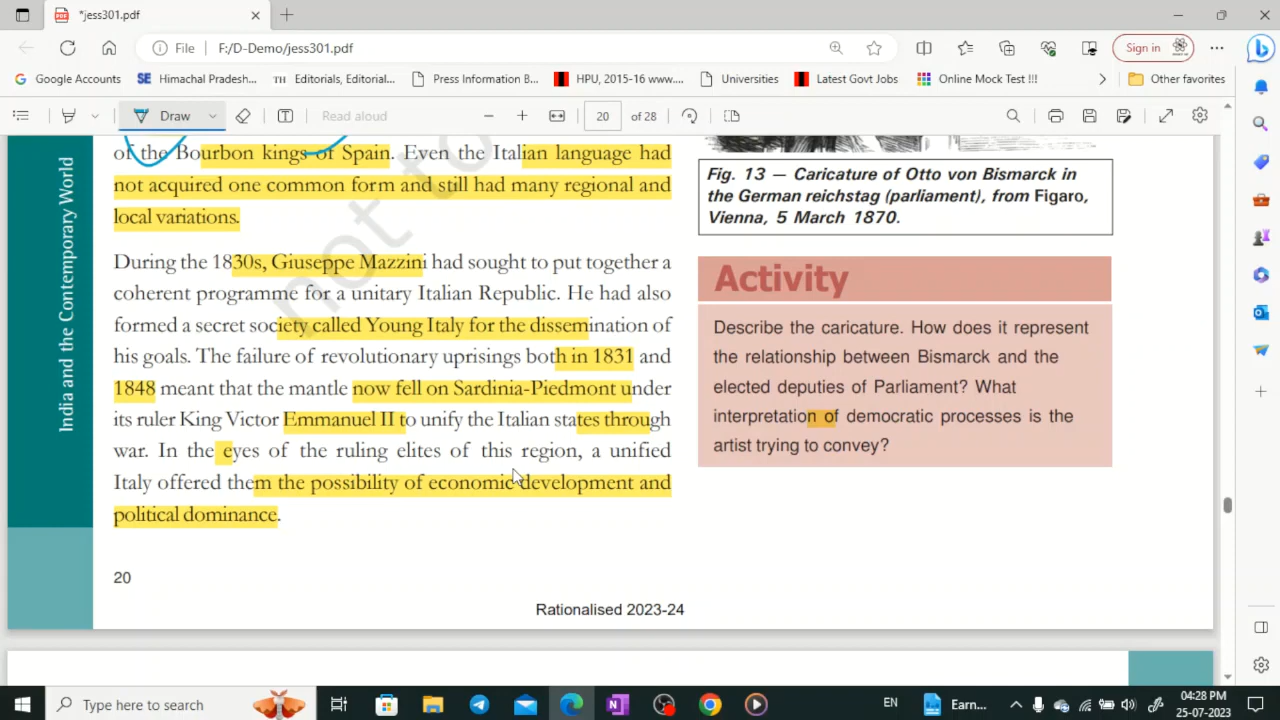 *jess301.pdf
File
F:/D-Demo/jess301.pdf
Sign in
Google Accounts
SE Himachal Pradesh...
TH Editorials, Editorial...
Press Information B...
HPU, 2015-16 www....
Universities
Latest Govt Jobs
Online Mock Test !!!
Other favorites
Draw
Read aloud
20 of 28
India and the Contemporary World
of the Bourbon kings of Spain. Even the Italian language had
not acquired one common form and still had many regional and
local variations.
During the 1830s, Giuseppe Mazzini had sought to put together a
coherent programme for a unitary Italian Republic. He had also
formed a secret society called Young Italy for the dissemination of
his goals. The failure of revolutionary uprisings both in 1831 and
1848 meant that the mantle now fell on Sardinia-Piedmont under
its ruler King Victor Emmanuel II to unify the Italian states through
war. In the eyes of the ruling elites of this region, a unified
Italy offered them the possibility of economic development and
political dominance.
not to
20
Rationalised 2023-24
Fig. 13 — Caricature of Otto von Bismarck in
the German reichstag (parliament), from Figaro,
Vienna, 5 March 1870.
Activity
Describe the caricature. How does it represent
the relationship between Bismarck and the
elected deputies of Parliament? What
interpretation of democratic processes is the
artist trying to convey?
Type here to search
EN
Earn...
04:28 PM
25-07-2023